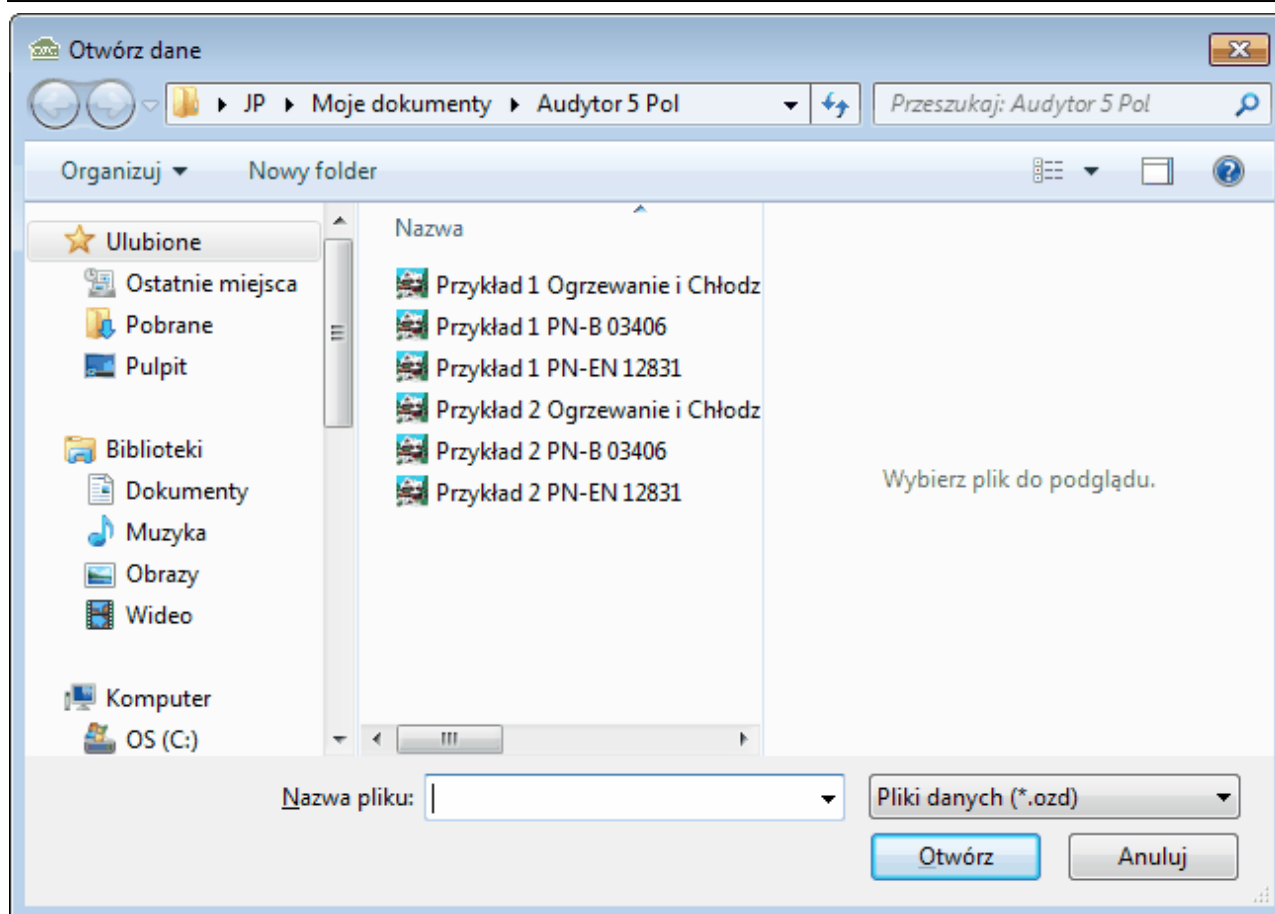 Otwórz dane
JP Moje dokumenty Audytor 5 Pol
Przeszukaj: Audytor 5 Pol
Organizuj Nowy folder
Ulubione
Ostatnie miejsca
Pobrane
Pulpit
Biblioteki
Dokumenty
Muzyka
Obrazy
Wideo
Komputer
OS (C:)
Nazwa
Przykład 1 Ogrzewanie i Chłodz
Przykład 1 PN-B 03406
Przykład 1 PN-EN 12831
Przykład 2 Ogrzewanie i Chłodz
Przykład 2 PN-B 03406
Przykład 2 PN-EN 12831
Wybierz plik do podglądu.
Nazwa pliku:
Pliki danych (*.ozd)
Otwórz Anuluj